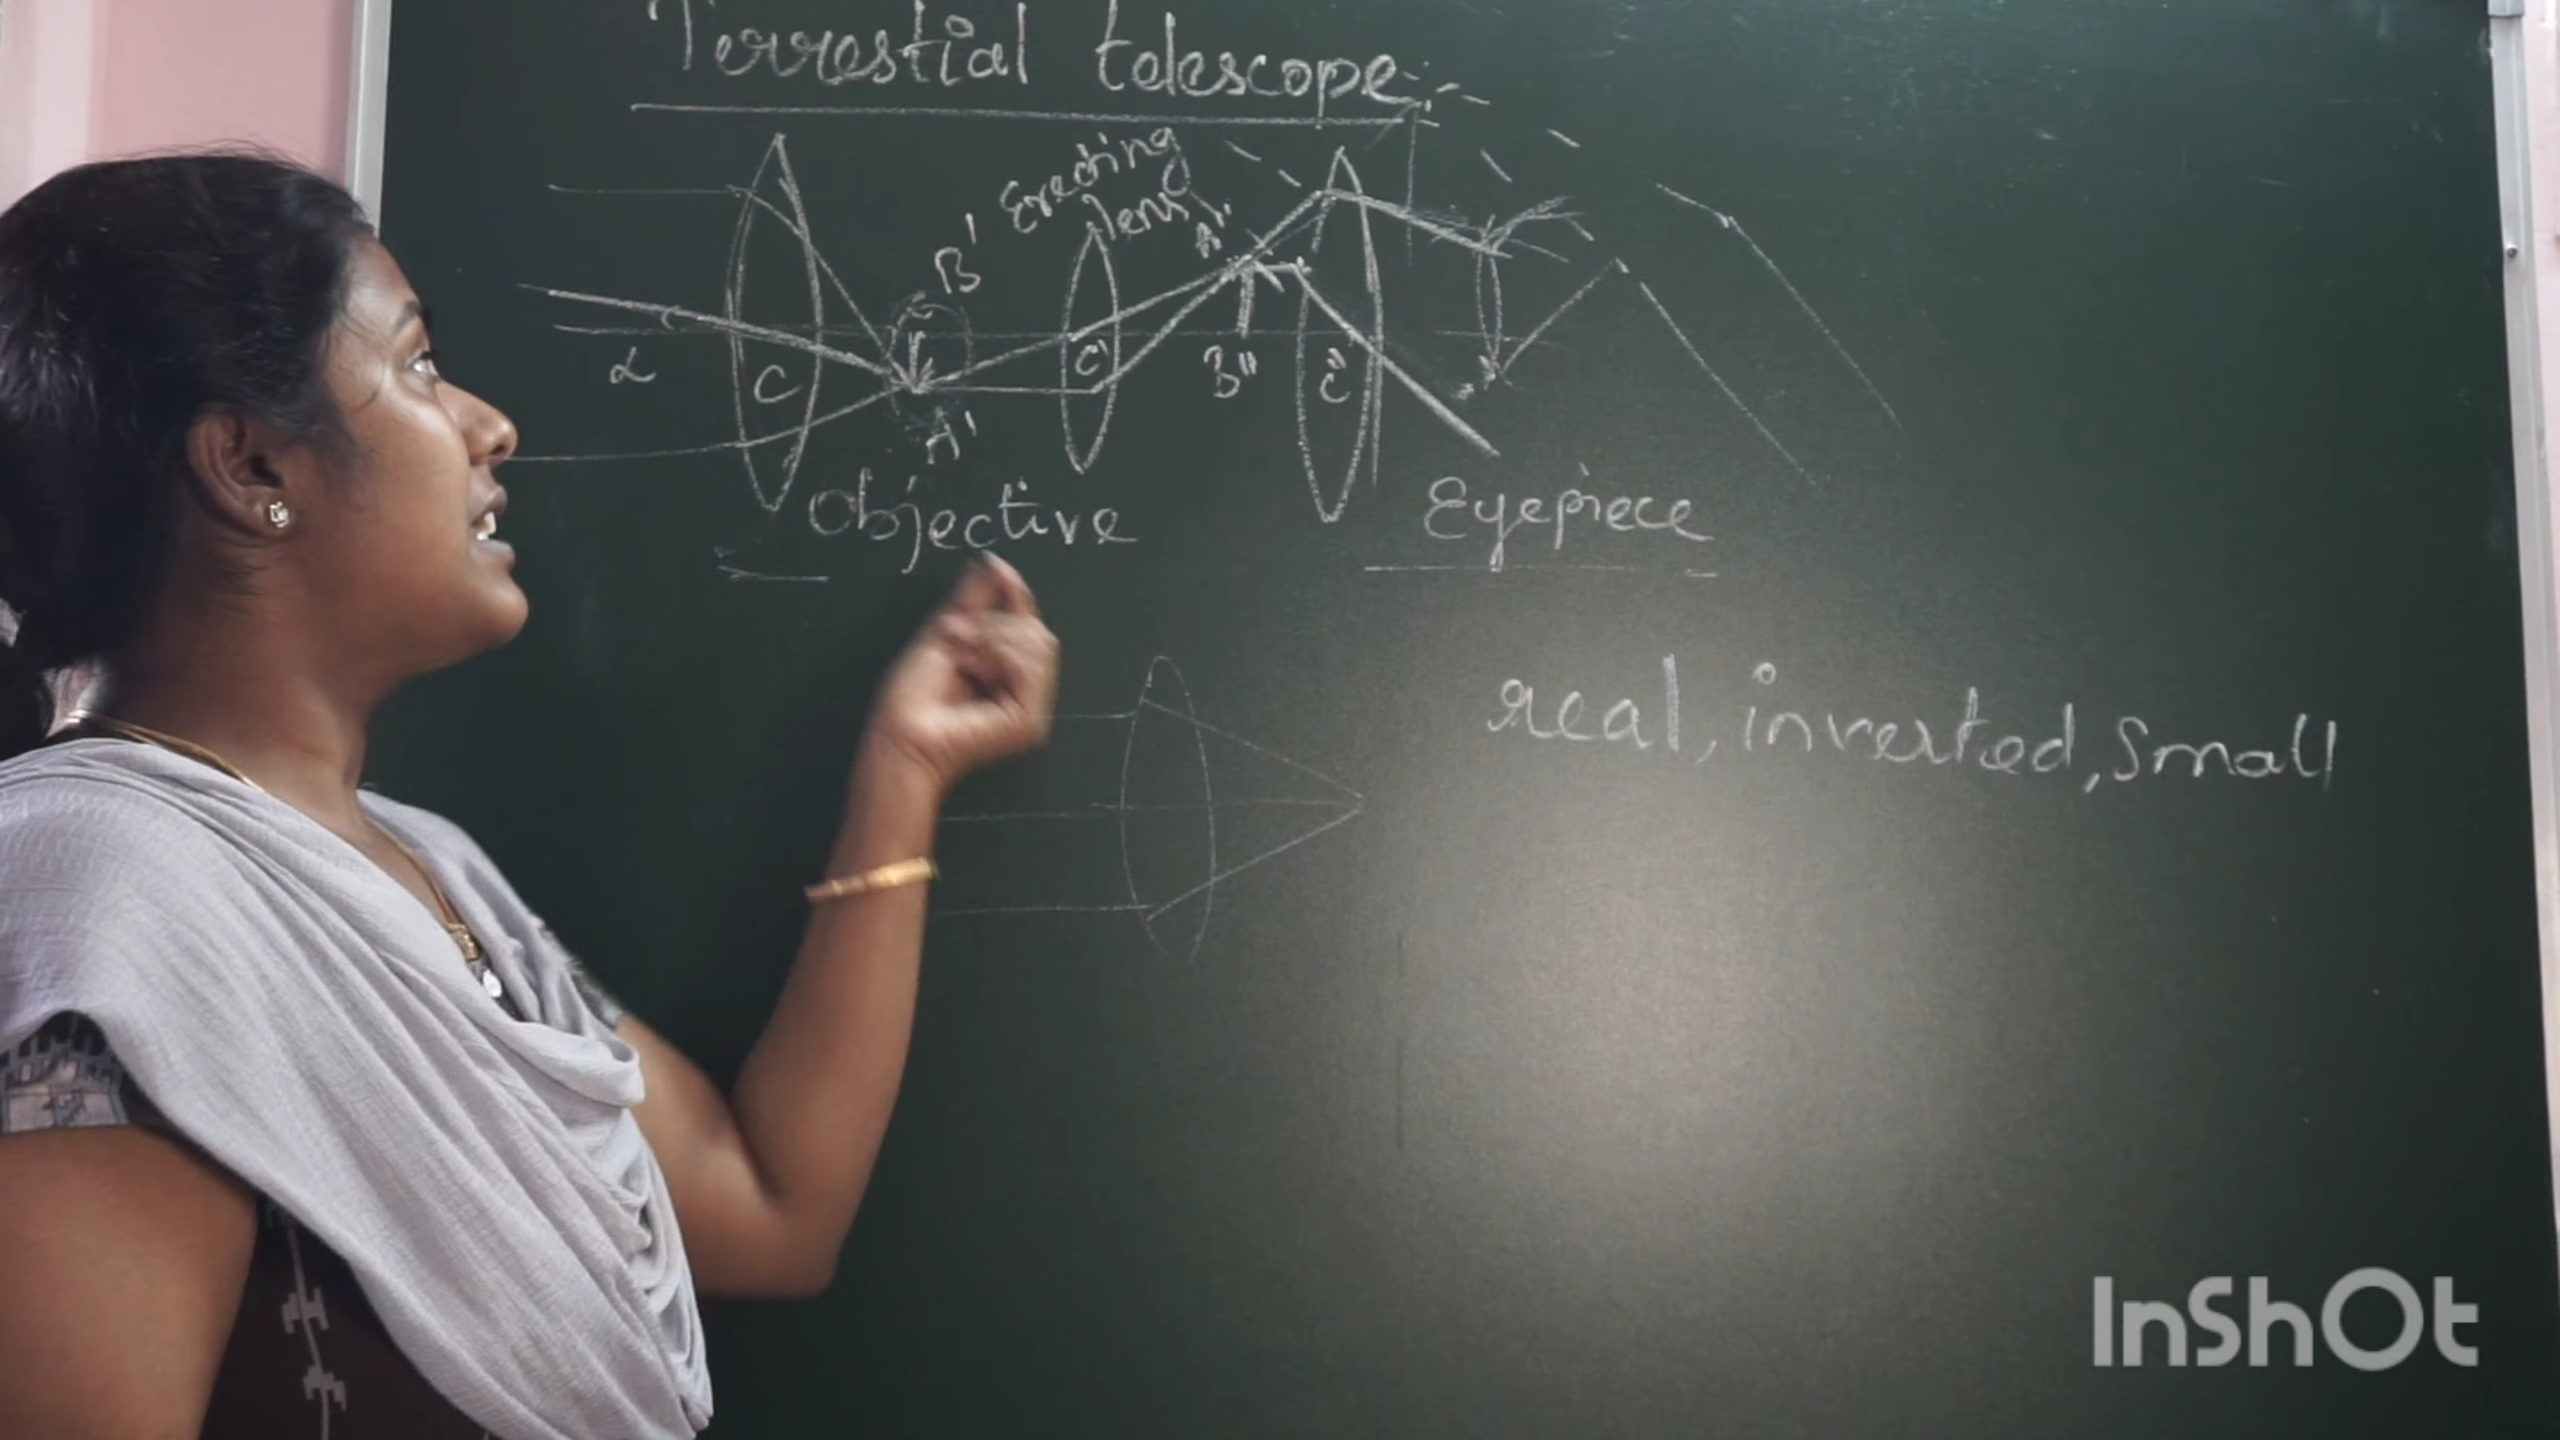 Terrestial telescope
Erecting
lens
B'
A'
α
C
C'
B"
C"
A'
Objective
Eyepiece
real, inverted, small
InShOt